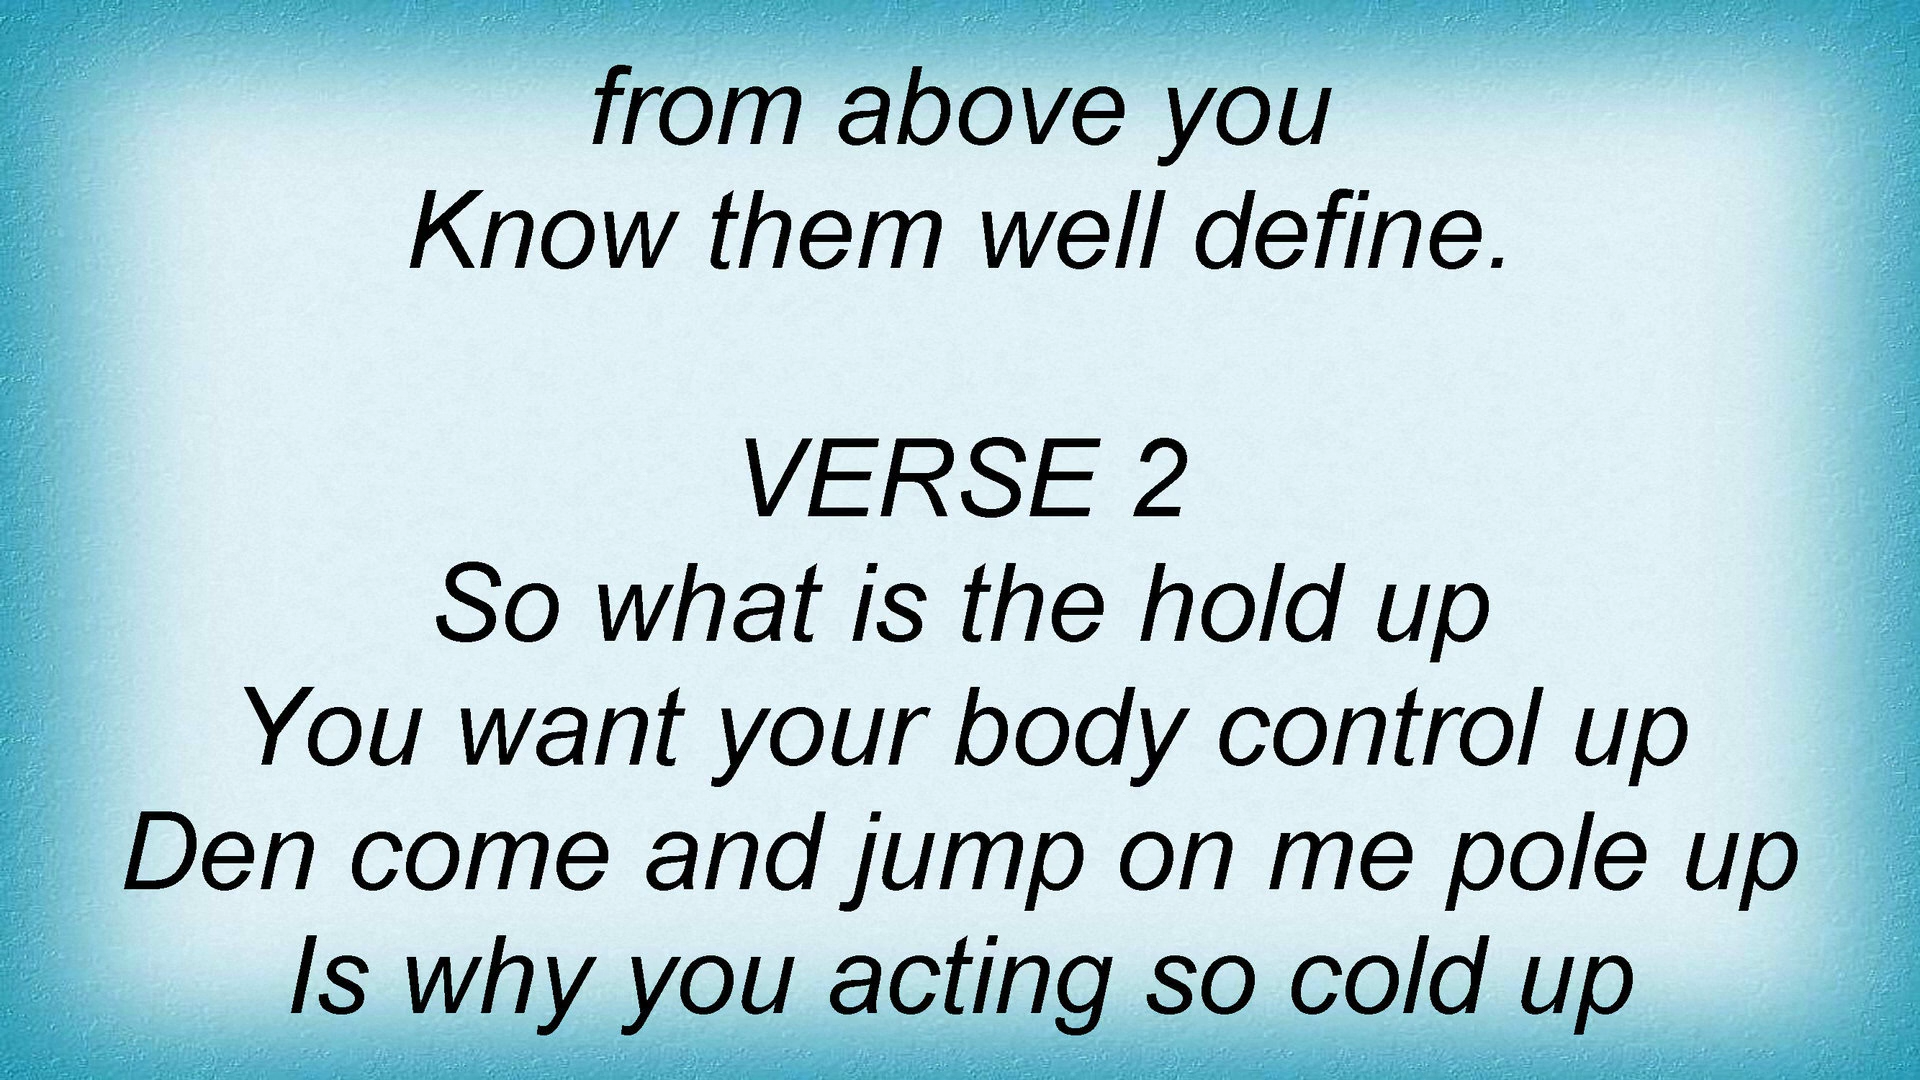 from above you
Know them well define.
VERSE 2
So what is the hold up
You want your body control up
Den come and jump on me pole up
Is why you acting so cold up